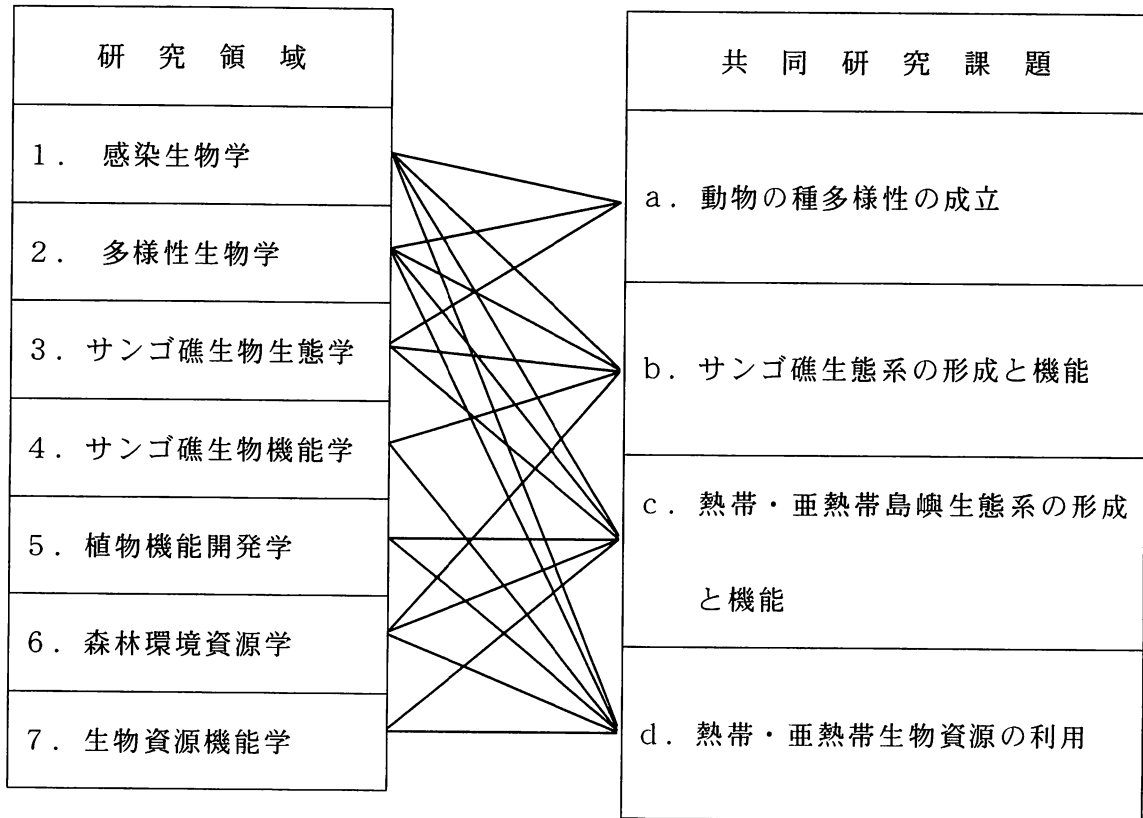 研究領域
1. 感染生物学
2. 多様性生物学
3. サンゴ礁生物生態学
4. サンゴ礁生物機能学
5. 植物機能開発学
6. 森林環境資源学
7. 生物資源機能学
共同研究課題
a. 動物の種多様性の成立
b. サンゴ礁生態系の形成と機能
c. 熱帯・亜熱帯島嶼生態系の形成
と機能
d. 熱帯・亜熱帯生物資源の利用